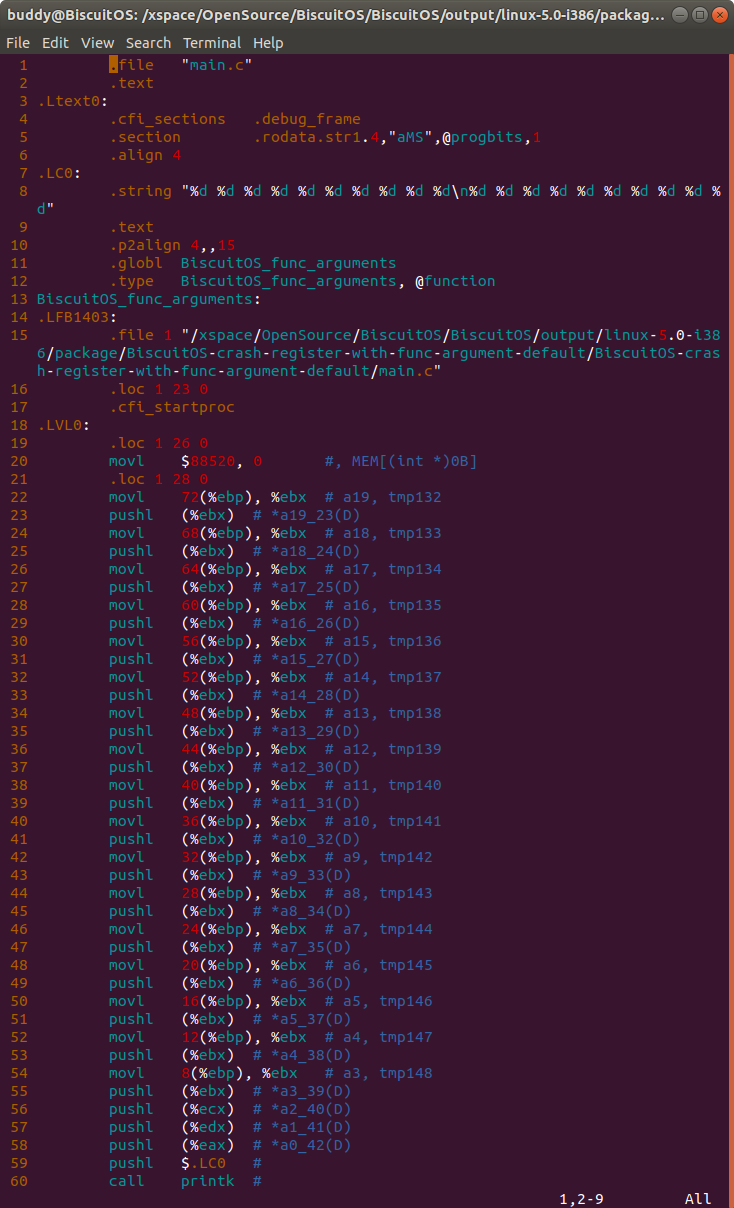 buddy@BiscuitOS: /xspace/OpenSource/BiscuitOS/BiscuitOS/output/linux-5.0-i386/packag...
File Edit View Search Terminal Help
1 .file "main.c"
2 .text
3 .Ltext0:
4 .cfi_sections .debug_frame
5 .section .rodata.str1.4,"aMS",@progbits,1
6 .align 4
7 .LC0:
8 .string "%d %d %d %d %d %d %d %d %d %d\n%d %d %d %d %d %d %d %d %d %
d"
9 .text
10 .p2align 4,,15
11 .globl BiscuitOS_func_arguments
12 .type BiscuitOS_func_arguments, @function
13 BiscuitOS_func_arguments:
14 .LFB1403:
15 .file 1 "/xspace/OpenSource/BiscuitOS/BiscuitOS/output/linux-5.0-i38
6/package/BiscuitOS-crash-register-with-func-argument-default/BiscuitOS-cras
h-register-with-func-argument-default/main.c"
16 .loc 1 23 0
17 .cfi_startproc
18 .LVL0:
19 .loc 1 26 0
20 movl $88520, 0 #, MEM[(int *)0B]
21 .loc 1 28 0
22 movl 72(%ebp), %ebx # a19, tmp132
23 pushl (%ebx) # *a19_23(D)
24 movl 68(%ebp), %ebx # a18, tmp133
25 pushl (%ebx) # *a18_24(D)
26 movl 64(%ebp), %ebx # a17, tmp134
27 pushl (%ebx) # *a17_25(D)
28 movl 60(%ebp), %ebx # a16, tmp135
29 pushl (%ebx) # *a16_26(D)
30 movl 56(%ebp), %ebx # a15, tmp136
31 pushl (%ebx) # *a15_27(D)
32 movl 52(%ebp), %ebx # a14, tmp137
33 pushl (%ebx) # *a14_28(D)
34 movl 48(%ebp), %ebx # a13, tmp138
35 pushl (%ebx) # *a13_29(D)
36 movl 44(%ebp), %ebx # a12, tmp139
37 pushl (%ebx) # *a12_30(D)
38 movl 40(%ebp), %ebx # a11, tmp140
39 pushl (%ebx) # *a11_31(D)
40 movl 36(%ebp), %ebx # a10, tmp141
41 pushl (%ebx) # *a10_32(D)
42 movl 32(%ebp), %ebx # a9, tmp142
43 pushl (%ebx) # *a9_33(D)
44 movl 28(%ebp), %ebx # a8, tmp143
45 pushl (%ebx) # *a8_34(D)
46 movl 24(%ebp), %ebx # a7, tmp144
47 pushl (%ebx) # *a7_35(D)
48 movl 20(%ebp), %ebx # a6, tmp145
49 pushl (%ebx) # *a6_36(D)
50 movl 16(%ebp), %ebx # a5, tmp146
51 pushl (%ebx) # *a5_37(D)
52 movl 12(%ebp), %ebx # a4, tmp147
53 pushl (%ebx) # *a4_38(D)
54 movl 8(%ebp), %ebx # a3, tmp148
55 pushl (%ebx) # *a3_39(D)
56 pushl (%ecx) # *a2_40(D)
57 pushl (%edx) # *a1_41(D)
58 pushl (%eax) # *a0_42(D)
59 pushl $.LC0 #
60 call printk #
1,2-9 All